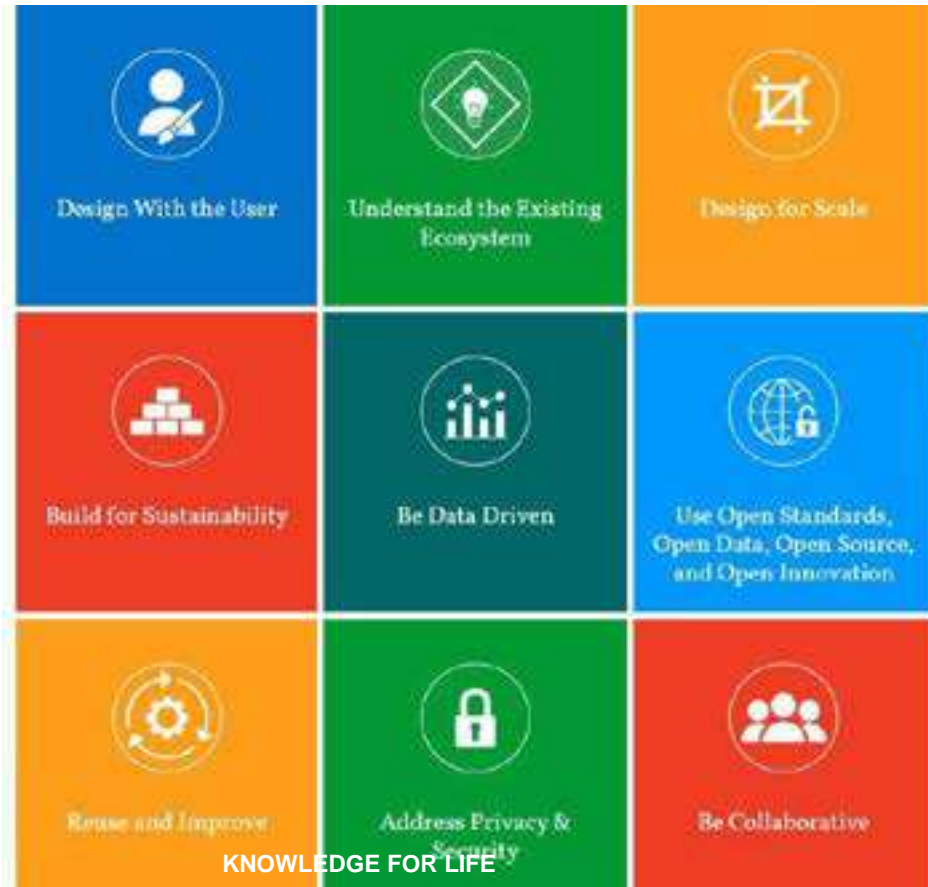 Design With the User
Understand the Existing
Ecosystem
Design for Scale
Build for Sustainability
Be Data Driven
Use Open Standards,
Open Data, Open Source,
and Open Innovation
Reuse and Improve
Address Privacy &
Security
Be Collaborative
KNOWLEDGE FOR LIFE